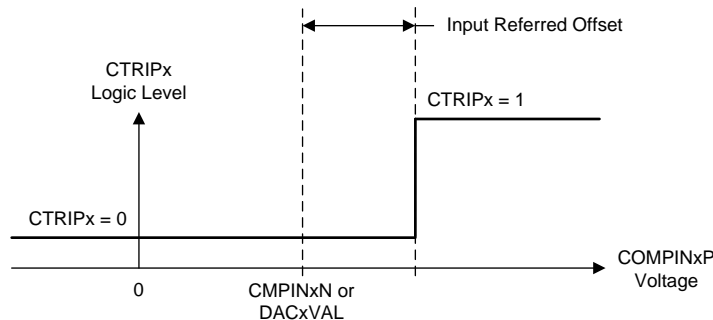 Input Referred Offset
CTRIPx
Logic Level
CTRIPx = 1
CTRIPx = 0
COMPINxP
Voltage
0
CMPINxN or
DACxVAL